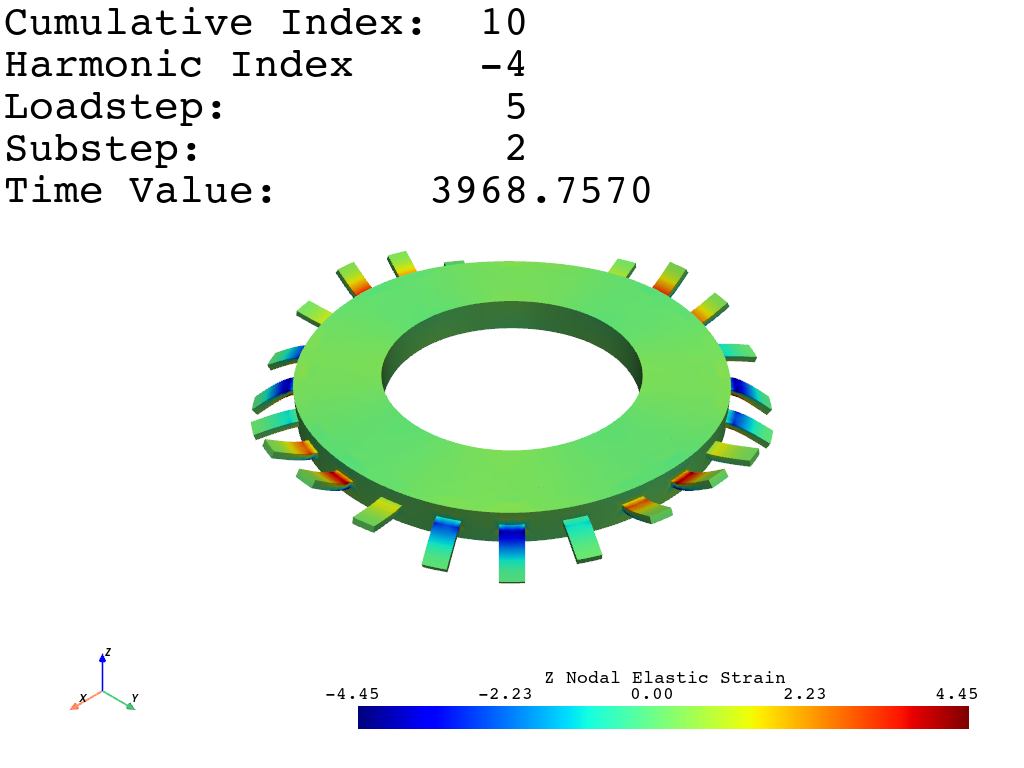 Cumulative Index: 10
Harmonic Index -4
Loadstep: 5
Substep: 2
Time Value: 3968.7570
Z
X
Y
Z Nodal Elastic Strain
-4.45 -2.23 0.00 2.23 4.45